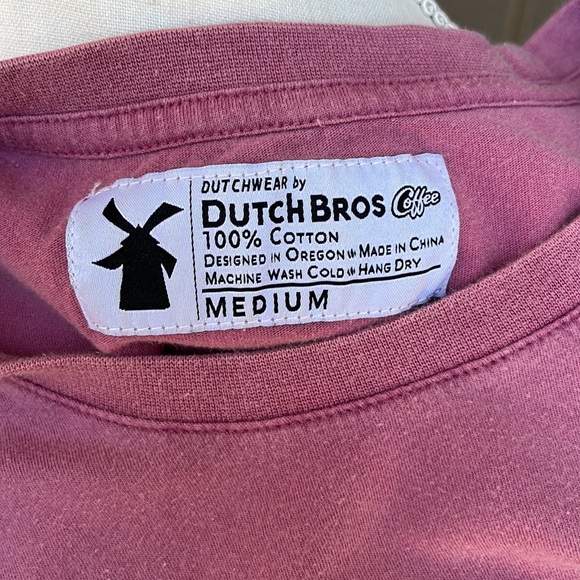 DUTCHWEAR by
DUTCH BROS Coffee
100% COTTON
DESIGNED IN OREGON MADE IN CHINA
MACHINE WASH COLD HANG DRY
MEDIUM